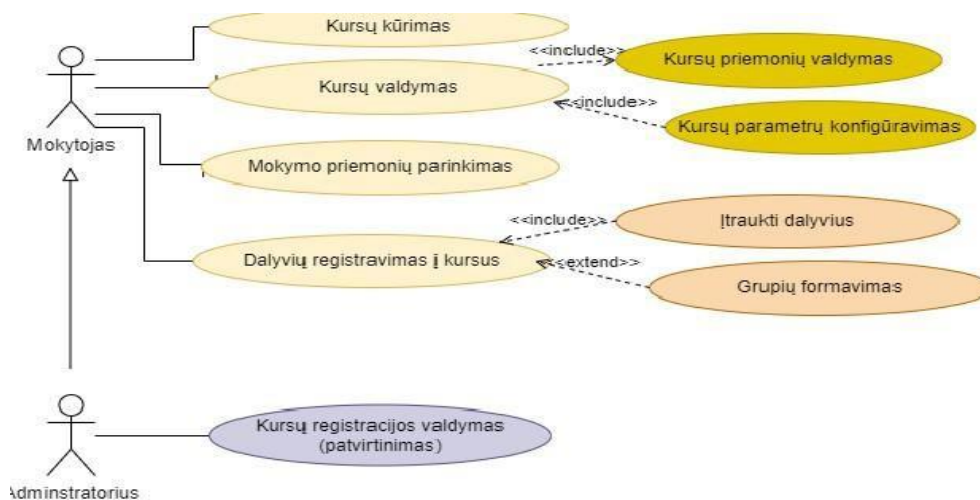 Kursų kūrimas
<<include>>
Kursų priemonių valdymas
Kursų valdymas
<<include>>
Kursų parametrų konfigūravimas
Mokytojas
Mokymo priemonių parinkimas
<<include>>
Įtraukti dalyvius
Dalyvių registravimas į kursus
<<extend>>
Grupių formavimas
Kursų registracijos valdymas
(patvirtinimas)
Adminstratorius